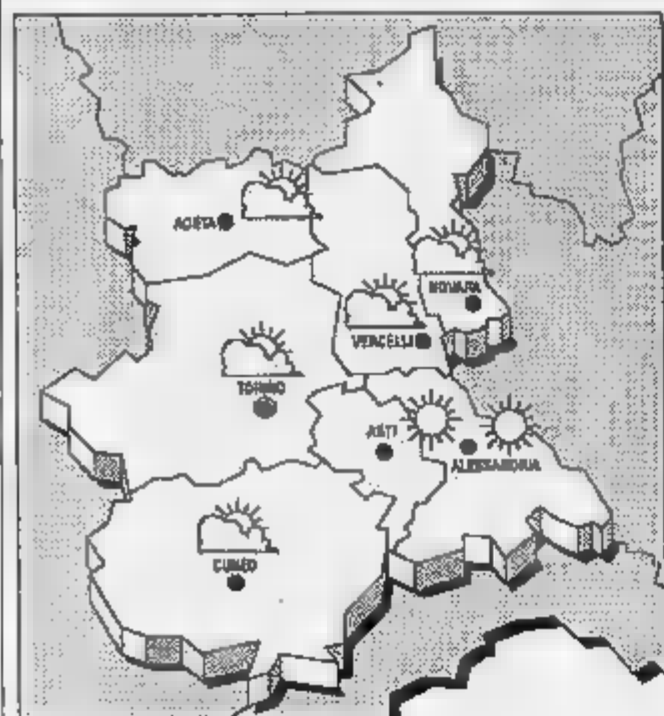 AOSTA
NOVARA
VERCELLI
TORINO
ASTI
ALESSANDRIA
CUNEO